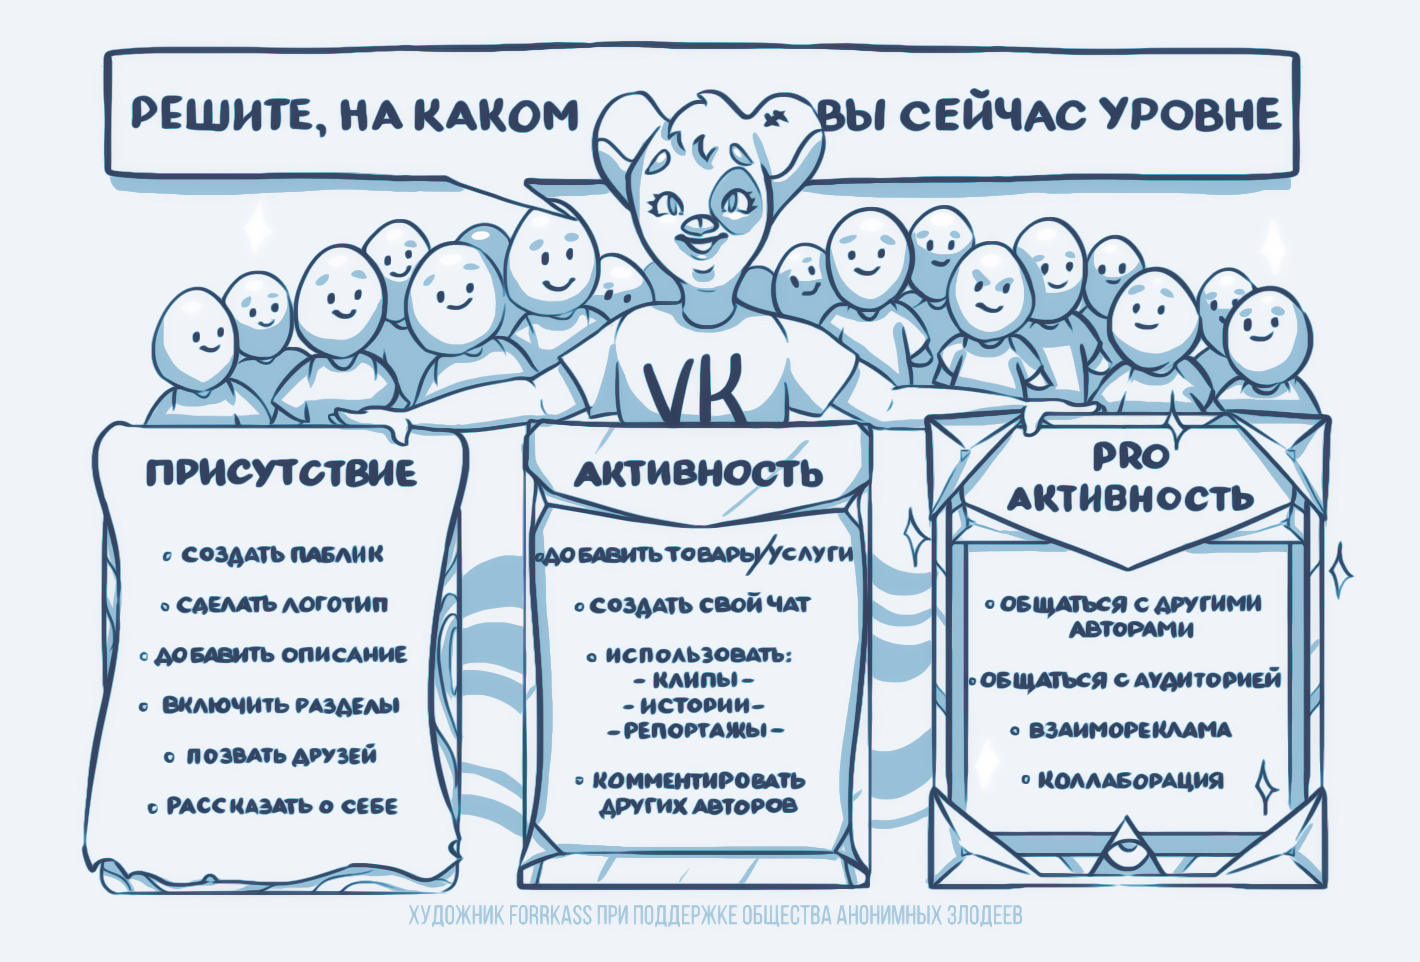 РЕШИТЕ, НА КАКОМ ВЫ СЕЙЧАС УРОВНЕ
VK
ПРИСУТСТВИЕ
• СОЗДАТЬ ПАБЛИК
• СДЕЛАТЬ ЛОГОТИП
• ДОБАВИТЬ ОПИСАНИЕ
• ВКЛЮЧИТЬ РАЗДЕЛЫ
• ПОЗВАТЬ ДРУЗЕЙ
• РАССКАЗАТЬ О СЕБЕ
АКТИВНОСТЬ
• ДОБАВИТЬ ТОВАРЫ/УСЛУГИ
• СОЗДАТЬ СВОЙ ЧАТ
• ИСПОЛЬЗОВАТЬ:
- КЛИПЫ -
- ИСТОРИИ -
- РЕПОРТАЖЫ -
• КОММЕНТИРОВАТЬ
ДРУГИХ АВТОРОВ
PRO
АКТИВНОСТЬ
• ОБЩАТЬСЯ С ДРУГИМИ
АВТОРАМИ
• ОБЩАТЬСЯ С АУДИТОРИЕЙ
• ВЗАИМОРЕКЛАМА
• КОЛЛАБОРАЦИЯ
ХУДОЖНИК FORRKASS ПРИ ПОДДЕРЖКЕ ОБЩЕСТВА АНОНИМНЫХ ЗЛОДЕЕВ